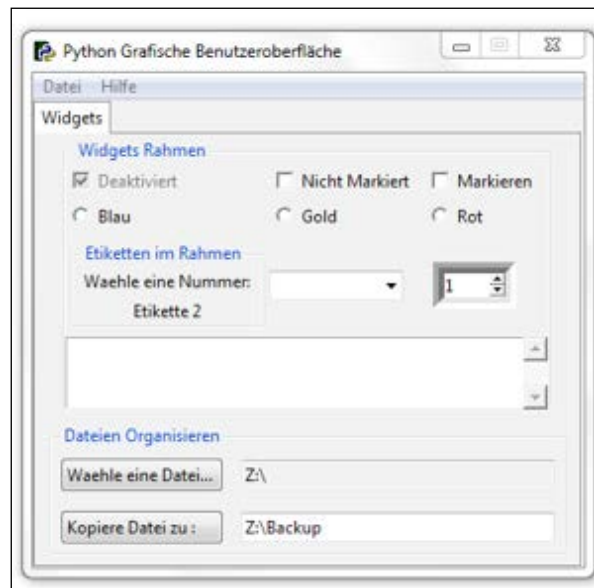 Python Grafische Benutzeroberfläche
Datei Hilfe
Widgets
Widgets Rahmen
Deaktiviert Nicht Markiert Markieren
Blau Gold Rot
Etiketten im Rahmen
Waehle eine Nummer: 1
Etikette 2
Dateien Organisieren
Waehle eine Datei... Z:\
Kopiere Datei zu : Z:\Backup